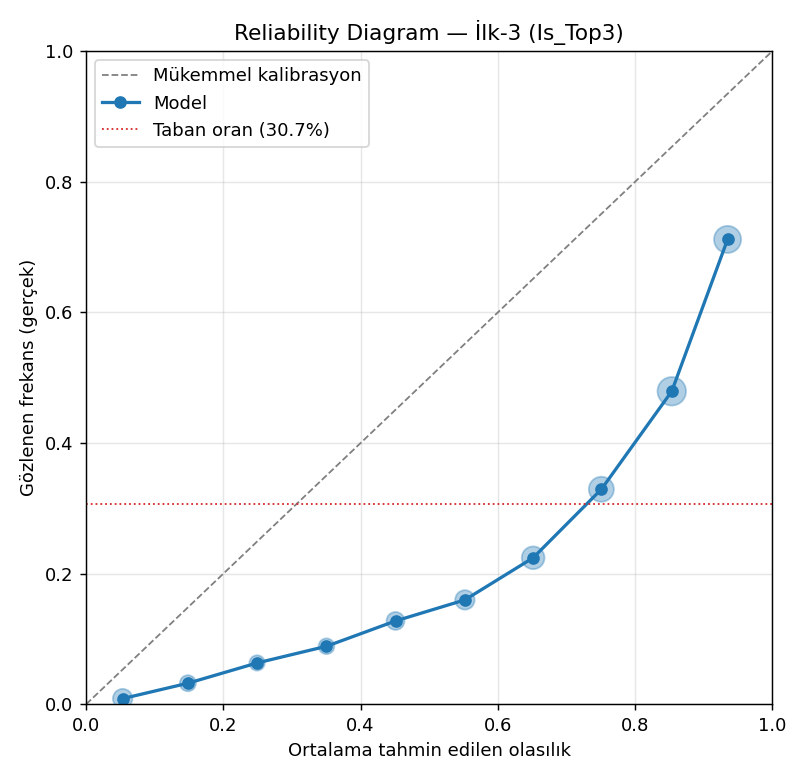 Reliability Diagram — İlk-3 (Is_Top3)
Mükemmel kalibrasyon
Model
Taban oran (30.7%)
Gözlenen frekans (gerçek)
1.0
0.8
0.6
0.4
0.2
0.0
0.0 0.2 0.4 0.6 0.8 1.0
Ortalama tahmin edilen olasılık